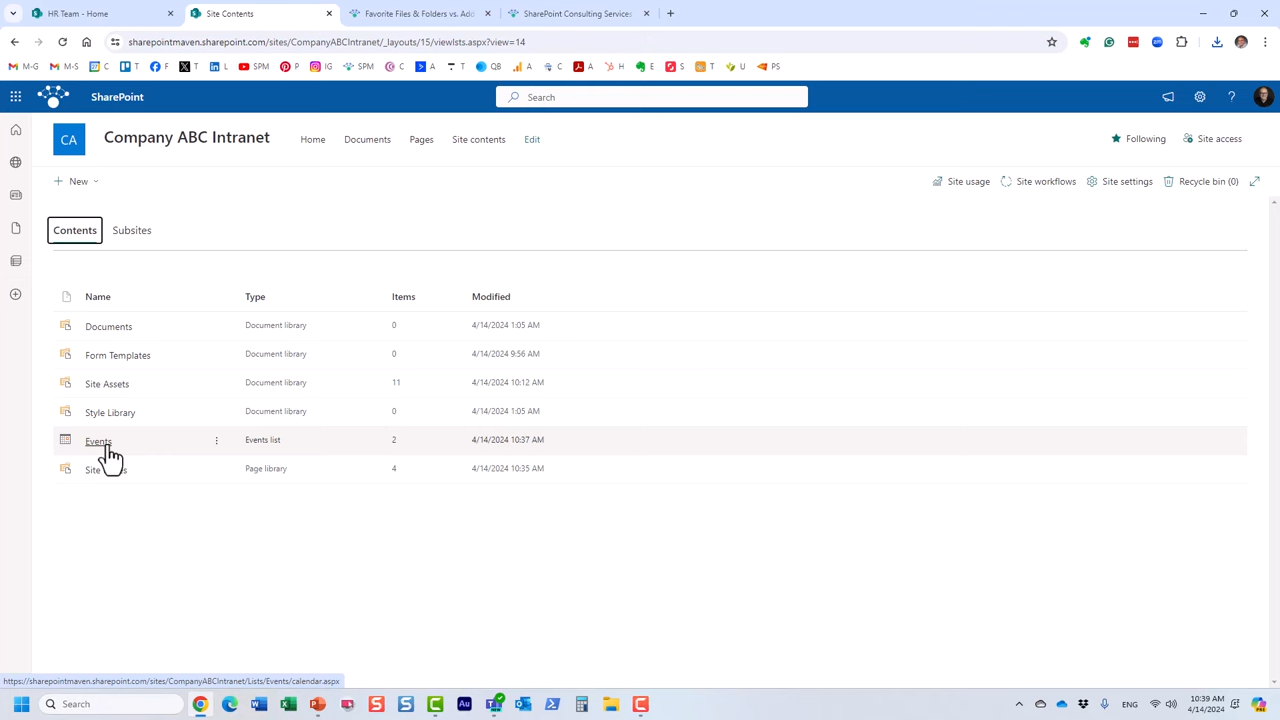 HR Team - Home
Site Contents
Favorite Files & Folders vs. Add
SharePoint Consulting Services
sharepointmaven.sharepoint.com/sites/CompanyABCIntranet/_layouts/15/viewlsts.aspx?view=14
M-G M-S C T F T L SPM P IG SPM C A T QB A C A H E S T U PS
SharePoint
Search
CA
Company ABC Intranet
Home Documents Pages Site contents Edit
Following Site access
New
Site usage Site workflows Site settings Recycle bin (0)
Contents Subsites
Name Type Items Modified
Documents Document library 0 4/14/2024 1:05 AM
Form Templates Document library 0 4/14/2024 9:56 AM
Site Assets Document library 11 4/14/2024 10:12 AM
Style Library Document library 0 4/14/2024 1:05 AM
Events Events list 2 4/14/2024 10:37 AM
Site Page library 4 4/14/2024 10:35 AM
https://sharepointmaven.sharepoint.com/sites/CompanyABCIntranet/Lists/Events/calendar.aspx
Search
ENG
10:39 AM
4/14/2024